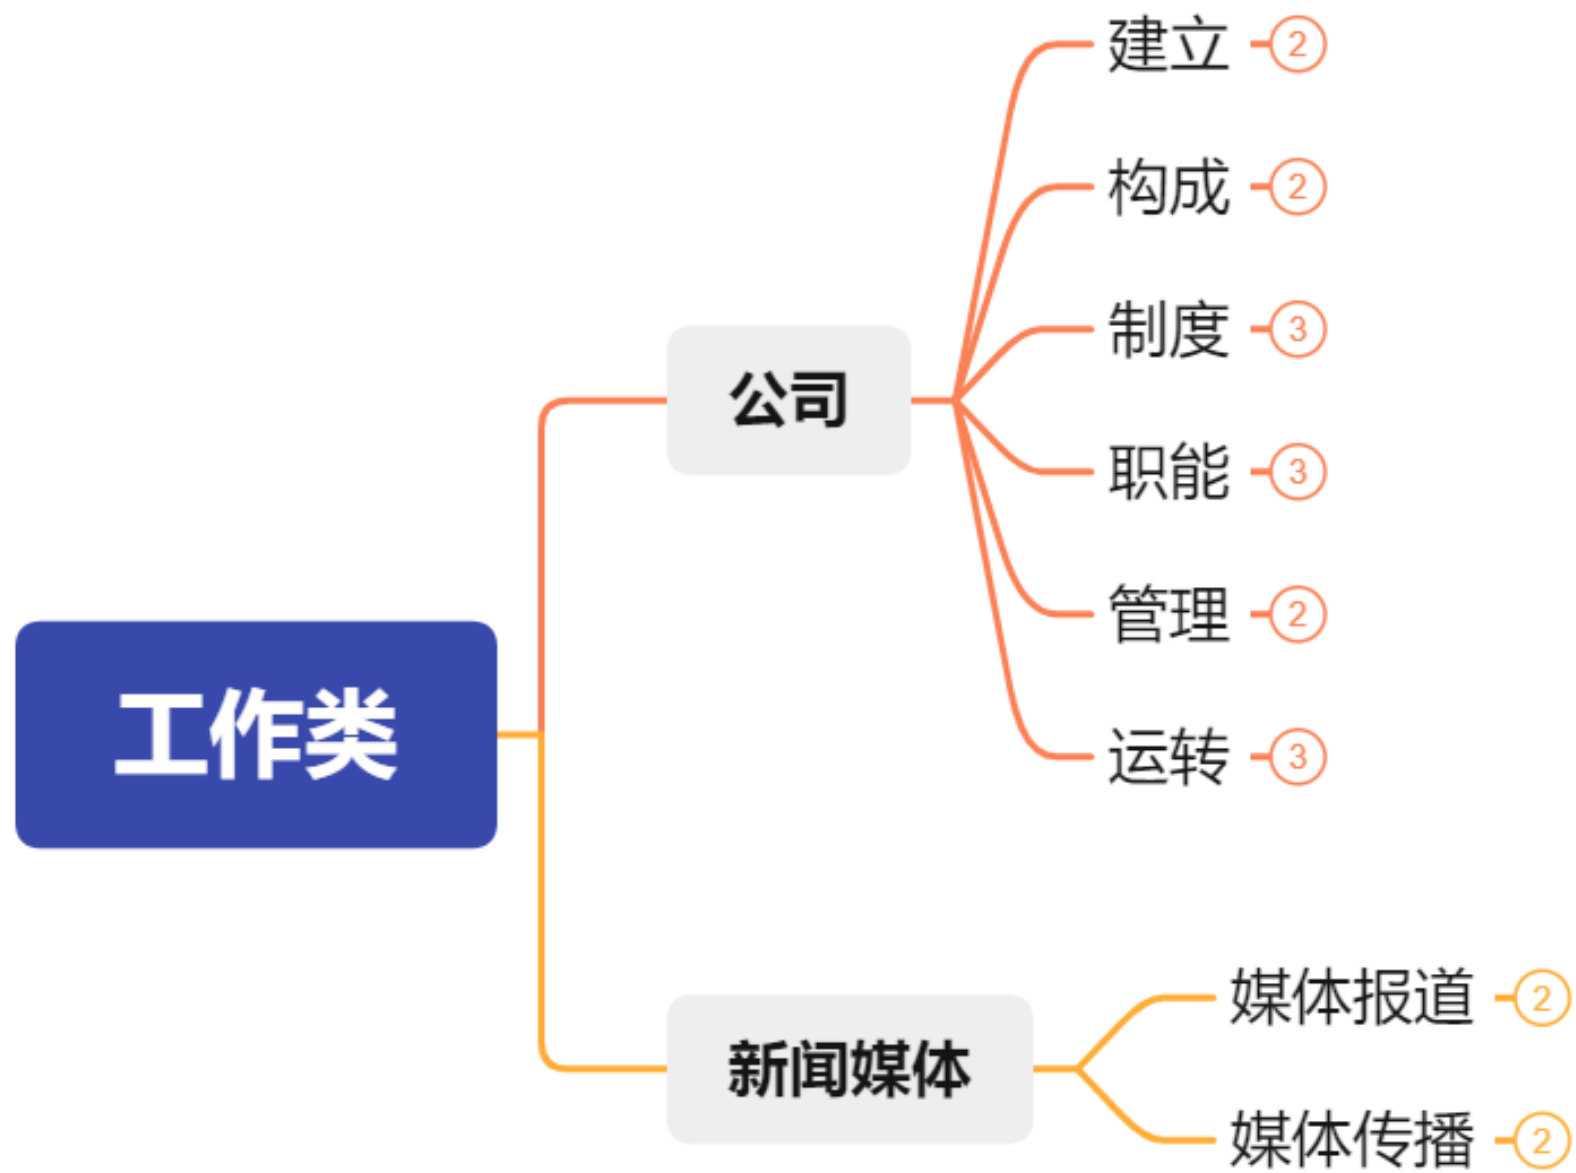 工作类
公司
建立 2
构成 2
制度 3
职能 3
管理 2
运转 3
新闻媒体
媒体报道 2
媒体传播 2